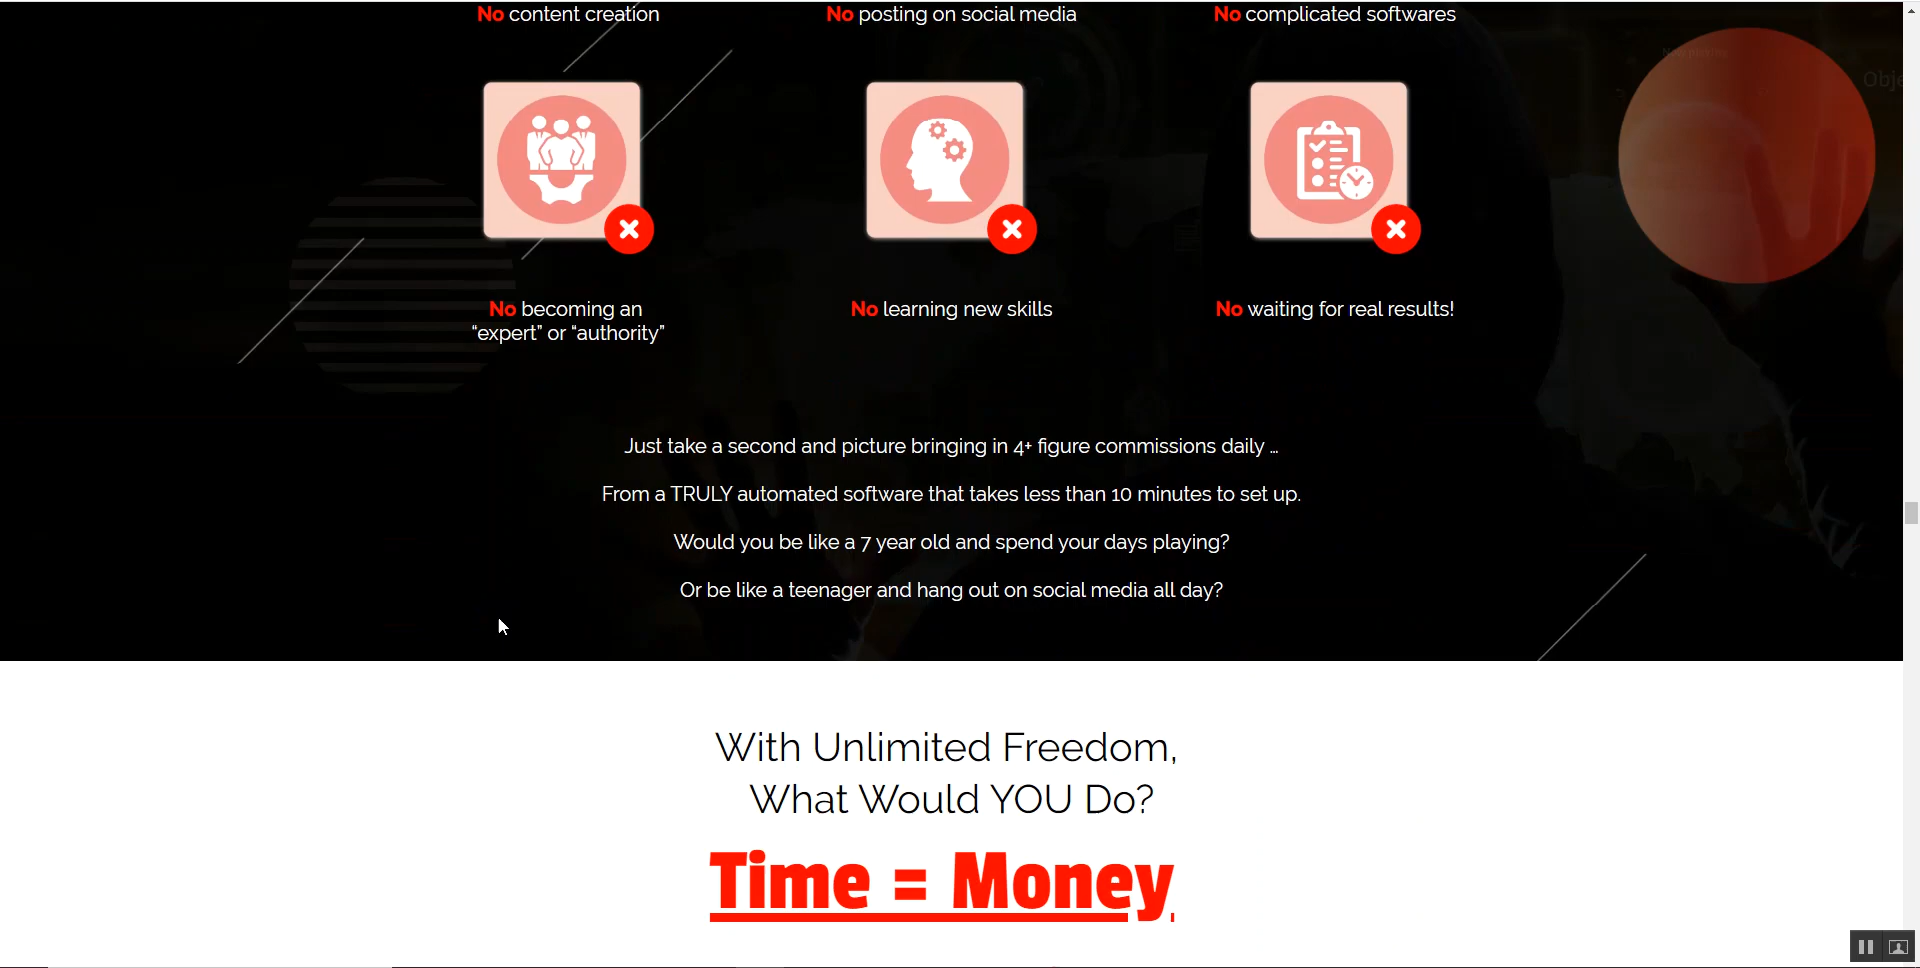 No content creation
No posting on social media
No complicated softwares
Obje
No becoming an
“expert” or “authority”
No learning new skills
No waiting for real results!
Just take a second and picture bringing in 4+ figure commissions daily ...
From a TRULY automated software that takes less than 10 minutes to set up.
Would you be like a 7 year old and spend your days playing?
Or be like a teenager and hang out on social media all day?
With Unlimited Freedom,
What Would YOU Do?
Time = Money